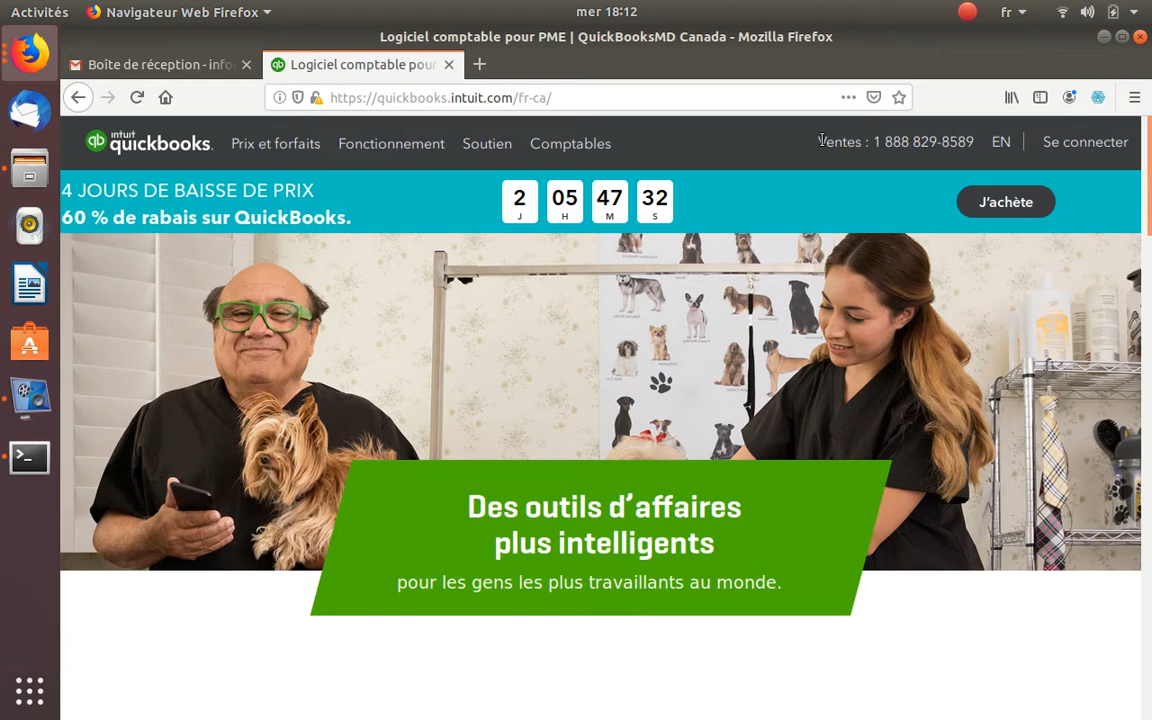 Activités
Navigateur Web Firefox
mer 18:12
fr
Logiciel comptable pour PME | QuickBooksMD Canada - Mozilla Firefox
Boîte de réception - info
Logiciel comptable pour
https://quickbooks.intuit.com/fr-ca/
intuit
quickbooks.
Prix et forfaits
Fonctionnement
Soutien
Comptables
Ventes : 1 888 829-8589
EN
Se connecter
4 JOURS DE BAISSE DE PRIX
60 % de rabais sur QuickBooks.
2 05 47 32
J H M S
J'achète
Des outils d'affaires
plus intelligents
pour les gens les plus travaillants au monde.